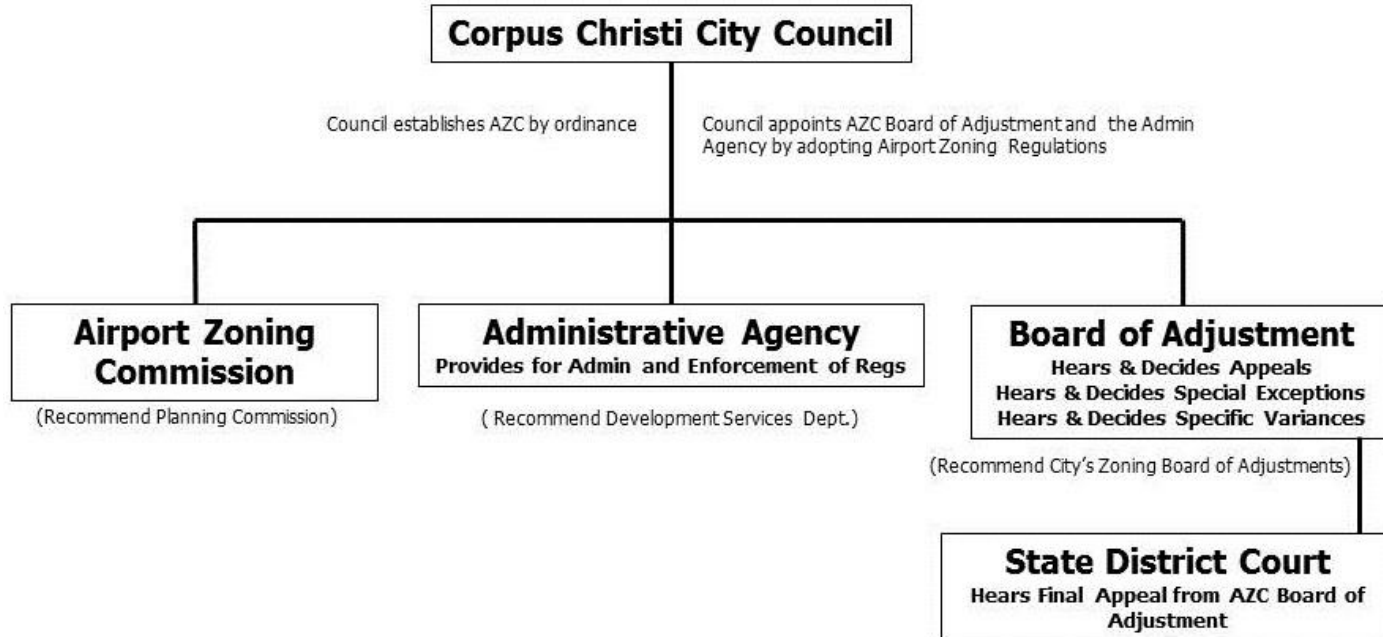 Corpus Christi City Council
Council establishes AZC by ordinance
Council appoints AZC Board of Adjustment and the Admin
Agency by adopting Airport Zoning Regulations
Airport Zoning
Commission
(Recommend Planning Commission)
Administrative Agency
Provides for Admin and Enforcement of Regs
( Recommend Development Services Dept.)
Board of Adjustment
Hears & Decides Appeals
Hears & Decides Special Exceptions
Hears & Decides Specific Variances
(Recommend City's Zoning Board of Adjustments)
State District Court
Hears Final Appeal from AZC Board of
Adjustment